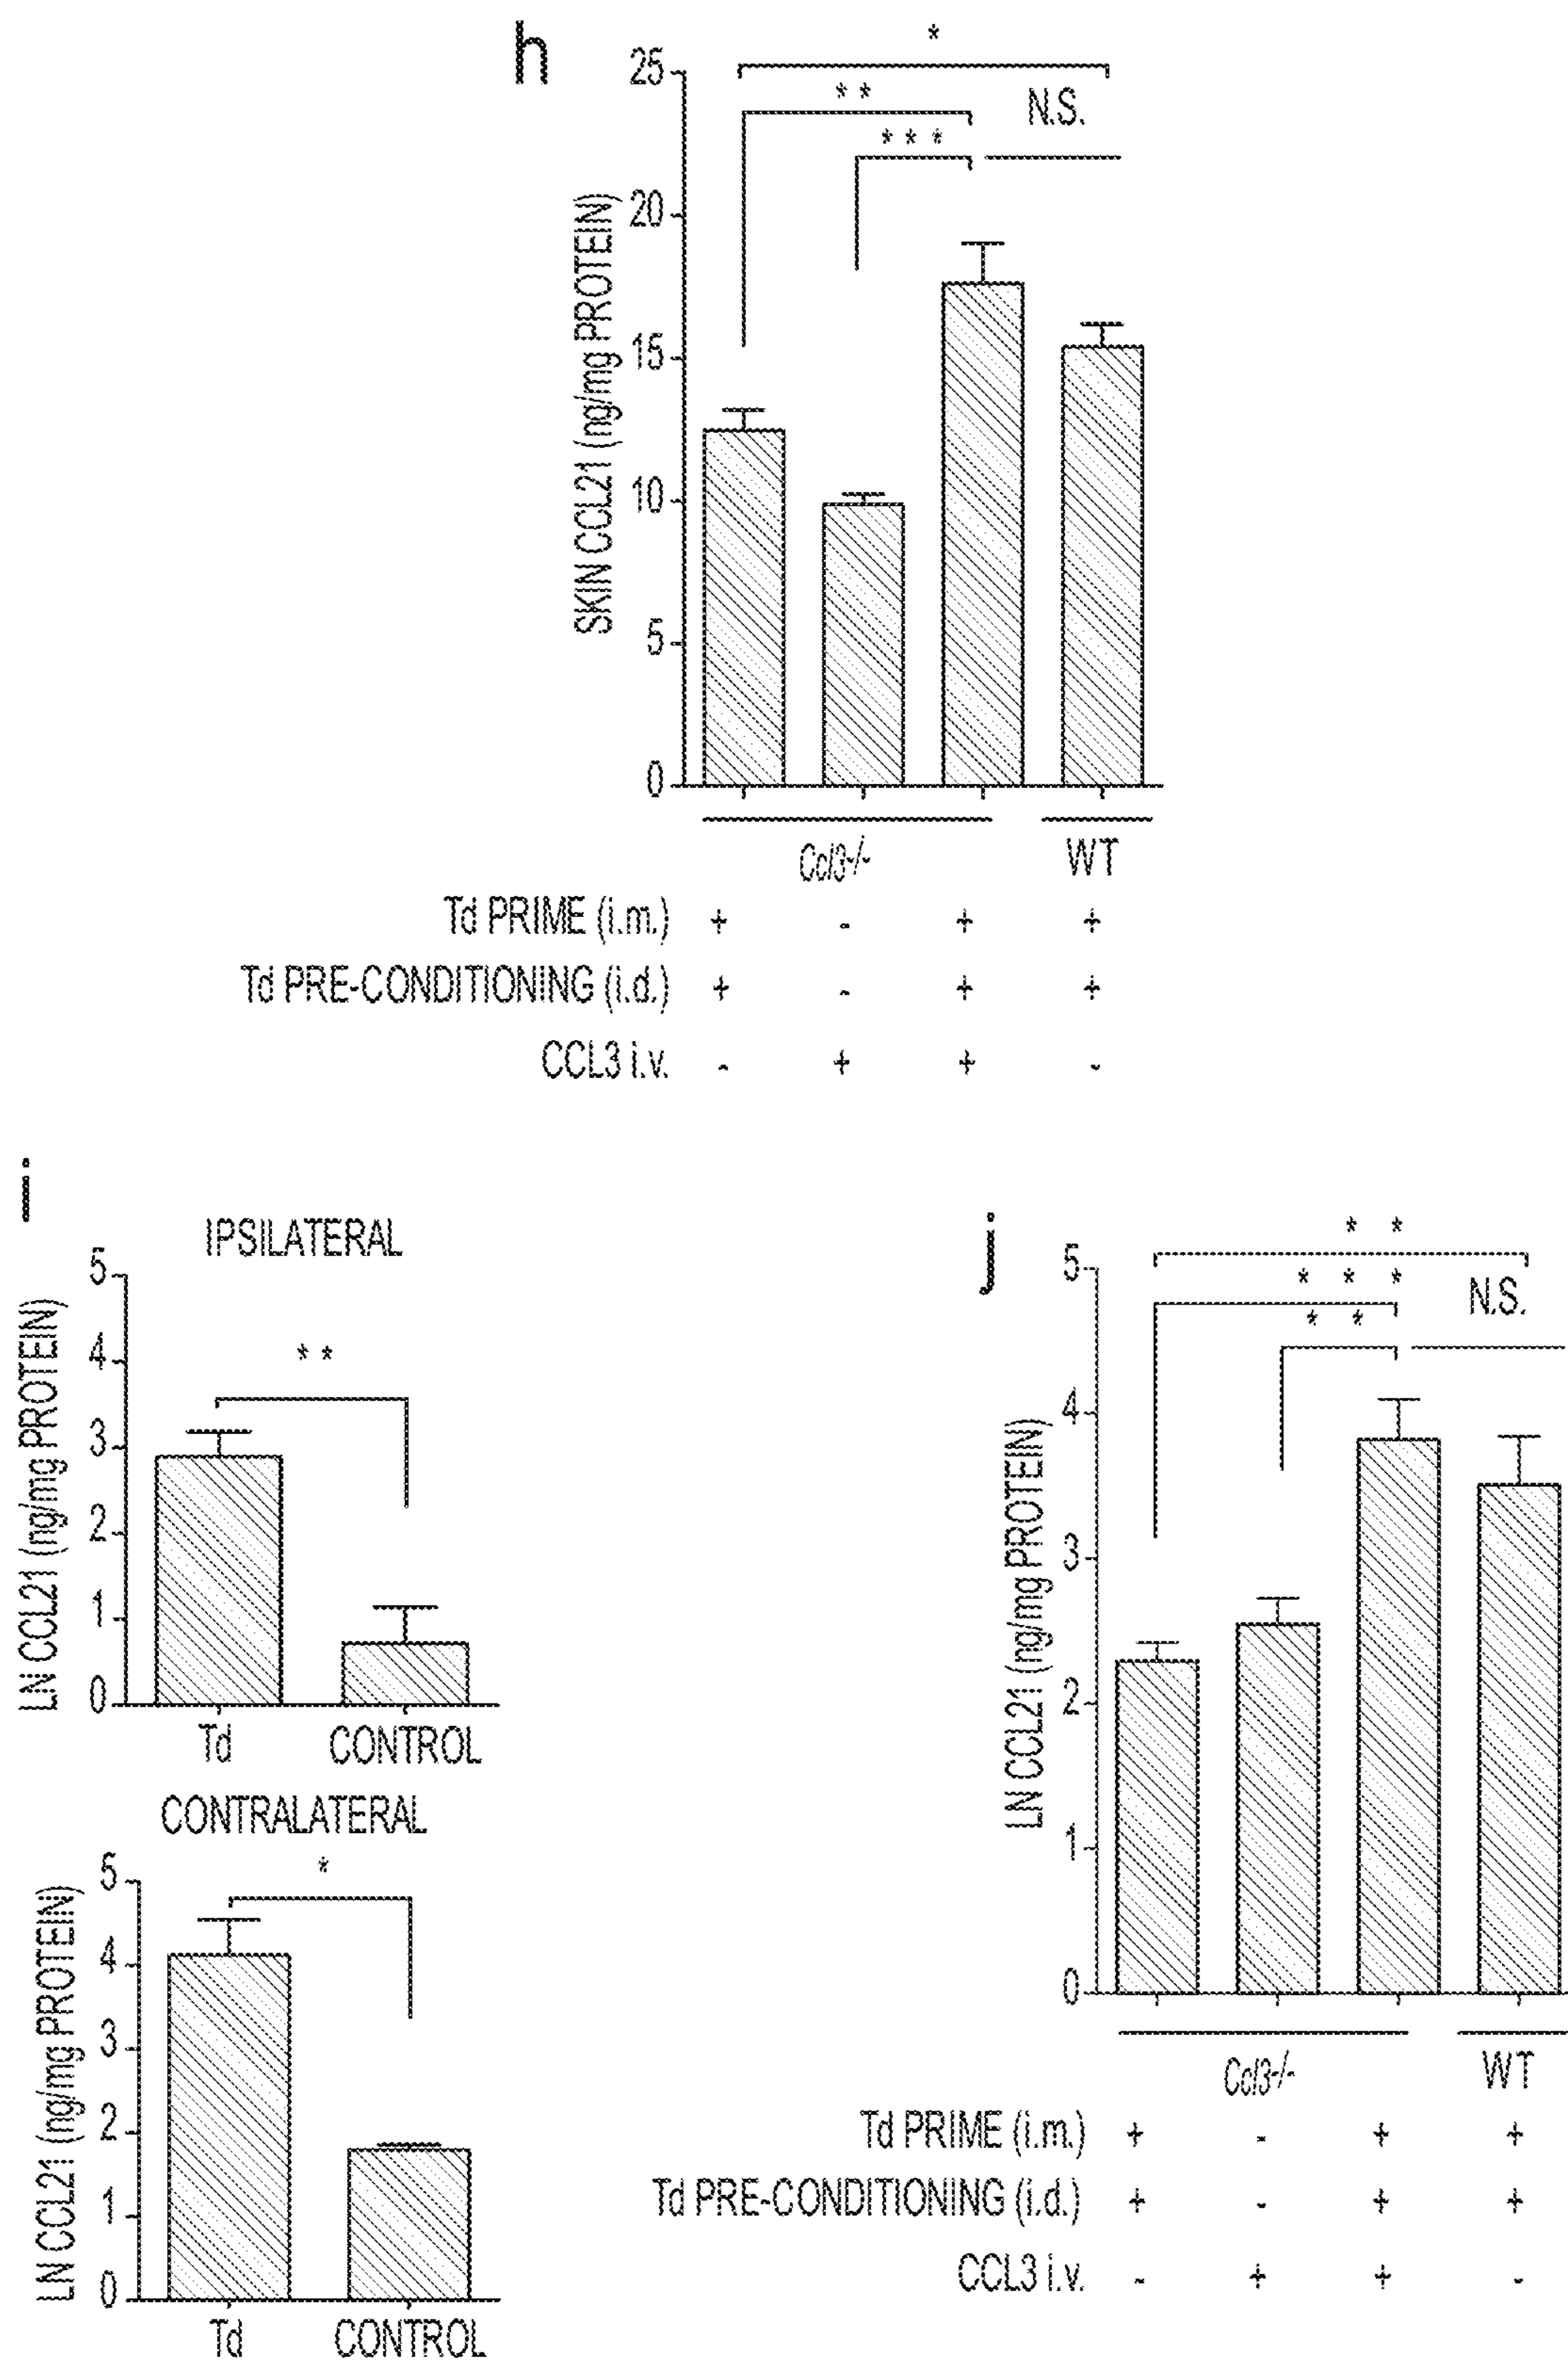 h
*
* *
N.S.
* * *
25
20
15
10
5
0
SKIN CCL21 (ng/mg PROTEIN)
Ccl3-/-
WT
Td PRIME (i.m.) + - + +
Td PRE-CONDITIONING (i.d.) + - + +
CCL3 i.v. - + + -
i
IPSILATERAL
* *
5
4
3
2
1
0
LN CCL21 (ng/mg PROTEIN)
Td CONTROL
CONTRALATERAL
*
5
4
3
2
1
0
LN CCL21 (ng/mg PROTEIN)
Td CONTROL
j
* *
* * *
N.S.
* *
5
4
3
2
1
0
LN CCL21 (ng/mg PROTEIN)
Ccl3-/-
WT
Td PRIME (i.m.) + - + +
Td PRE-CONDITIONING (i.d.) + - + +
CCL3 i.v. - + + -